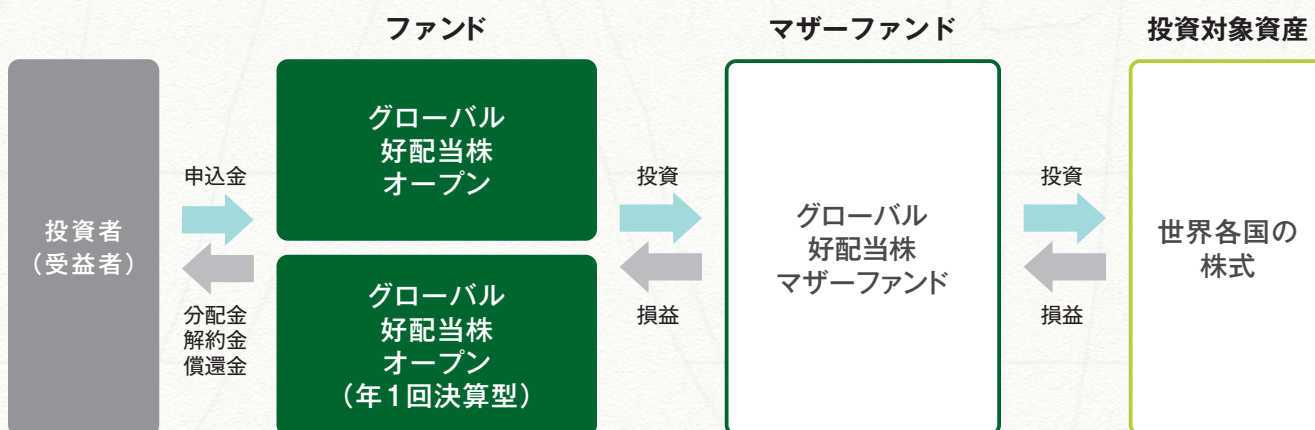 ファンド
マザーファンド
投資対象資産
投資者
（受益者）
申込金
分配金
解約金
償還金
グローバル
好配当株
オープン
グローバル
好配当株
オープン
（年1回決算型）
投資
損益
グローバル
好配当株
マザーファンド
投資
損益
世界各国の
株式